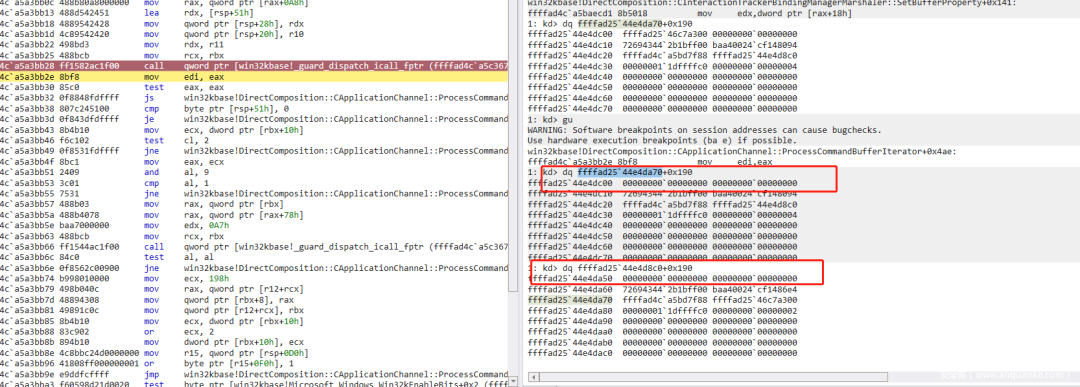 4c`a5a3bb0c 488b80a8000000 mov rax, qword ptr [rax+0A8h]
4c`a5a3bb13 488d542451 lea rdx, [rsp+51h]
4c`a5a3bb18 4889542428 mov qword ptr [rsp+28h], rdx
4c`a5a3bb1d 4c89542420 mov qword ptr [rsp+20h], r10
4c`a5a3bb22 498bd3 mov rdx, r11
4c`a5a3bb25 488bcb mov rcx, rbx
4c`a5a3bb28 ff1582ac1f00 call qword ptr [win32kbase!_guard_dispatch_icall_fptr (ffffad4c`a5c367
4c`a5a3bb2e 8bf8 mov edi, eax
4c`a5a3bb30 85c0 test eax, eax
4c`a5a3bb32 0f8848fdffff js win32kbase!DirectComposition::CApplicationChannel::ProcessCommand
4c`a5a3bb38 807c245100 cmp byte ptr [rsp+51h], 0
4c`a5a3bb3d 0f843dfdffff je win32kbase!DirectComposition::CApplicationChannel::ProcessCommand
4c`a5a3bb43 8b4b10 mov ecx, dword ptr [rbx+10h]
4c`a5a3bb46 f6c102 test cl, 2
4c`a5a3bb49 0f8531fdffff jne win32kbase!DirectComposition::CApplicationChannel::ProcessCommand
4c`a5a3bb4f 8bc1 mov eax, ecx
4c`a5a3bb51 2409 and al, 9
4c`a5a3bb53 3c01 cmp al, 1
4c`a5a3bb55 7531 jne win32kbase!DirectComposition::CApplicationChannel::ProcessCommand
4c`a5a3bb57 488b03 mov rax, qword ptr [rbx]
4c`a5a3bb5a 488b4078 mov rax, qword ptr [rax+78h]
4c`a5a3bb5e baa7000000 mov edx, 0A7h
4c`a5a3bb63 488bcb mov rcx, rbx
4c`a5a3bb66 ff1544ac1f00 call qword ptr [win32kbase!_guard_dispatch_icall_fptr (ffffad4c`a5c367
4c`a5a3bb6c 84c0 test al, al
4c`a5a3bb6e 0f8562c00900 jne win32kbase!DirectComposition::CApplicationChannel::ProcessCommand
4c`a5a3bb74 b998010000 mov ecx, 198h
4c`a5a3bb79 498b040c mov rax, qword ptr [r12+rcx]
4c`a5a3bb7d 48894308 mov qword ptr [rbx+8], rax
4c`a5a3bb81 49891c0c mov qword ptr [r12+rcx], rbx
4c`a5a3bb85 8b4b10 mov ecx, dword ptr [rbx+10h]
4c`a5a3bb88 83c902 or ecx, 2
4c`a5a3bb8b 894b10 mov dword ptr [rbx+10h], ecx
4c`a5a3bb8e 4c8bbc24d0000000 mov r15, qword ptr [rsp+0D0h]
4c`a5a3bb96 41808ff000000001 or byte ptr [r15+0F0h], 1
4c`a5a3bb9e e9ddfcffff jmp win32kbase!DirectComposition::CApplicationChannel::ProcessCommand
4c`a5a3bba3 f60598d21d0020 test byte ptr [win32kbase!Microsoft_Windows_Win32kEnableBits+0x2 (ffff
win32kbase!DirectComposition::CInteractionTrackerBindingManagerMarshaler::SetBufferProperty+0x141:
ffffad4c`a5baecd1 8b5018 mov edx,dword ptr [rax+18h]
1: kd> dq ffffad25`44e4da70+0x190
ffffad25`44e4dc00 ffffad25`46c7a300 00000000`00000000
ffffad25`44e4dc10 72694344`2b1bff00 baa40024`cf148094
ffffad25`44e4dc20 ffffad4c`a5bd7f88 ffffad25`44e4d8c0
ffffad25`44e4dc30 00000001`1dffffc0 00000000`00000004
ffffad25`44e4dc40 00000000`00000000 00000000`00000000
ffffad25`44e4dc50 00000000`00000000 00000000`00000000
ffffad25`44e4dc60 00000000`00000000 00000000`00000000
ffffad25`44e4dc70 00000000`00000000 00000000`00000000
1: kd> gu
WARNING: Software breakpoints on session addresses can cause bugchecks.
Use hardware execution breakpoints (ba e) if possible.
win32kbase!DirectComposition::CApplicationChannel::ProcessCommandBufferIterator+0x4ae:
ffffad4c`a5a3bb2e 8bf8 mov edi,eax
1: kd> dq ffffad25`44e4da70+0x190
ffffad25`44e4dc00 00000000`00000000 00000000`00000000
ffffad25`44e4dc10 72694344`2b1bff00 baa40024`cf148094
ffffad25`44e4dc20 ffffad4c`a5bd7f88 ffffad25`44e4d8c0
ffffad25`44e4dc30 00000001`1dffffc0 00000000`00000004
ffffad25`44e4dc40 00000000`00000000 00000000`00000000
ffffad25`44e4dc50 00000000`00000000 00000000`00000000
ffffad25`44e4dc60 00000000`00000000 00000000`00000000
ffffad25`44e4dc70 00000000`00000000 00000000`00000000
1: kd> dq ffffad25`44e4d8c0+0x190
ffffad25`44e4da50 00000000`00000000 00000000`00000000
ffffad25`44e4da60 72694344`2b1bff00 baa40024`cf1486e4
ffffad25`44e4da70 ffffad4c`a5bd7f88 ffffad25`46c7a300
ffffad25`44e4da80 00000001`1dffffc0 00000000`00000002
ffffad25`44e4da90 00000000`00000000 00000000`00000000
ffffad25`44e4daa0 00000000`00000000 00000000`00000000
ffffad25`44e4dab0 00000000`00000000 00000000`00000000
ffffad25`44e4dac0 00000000`00000000 00000000`00000000